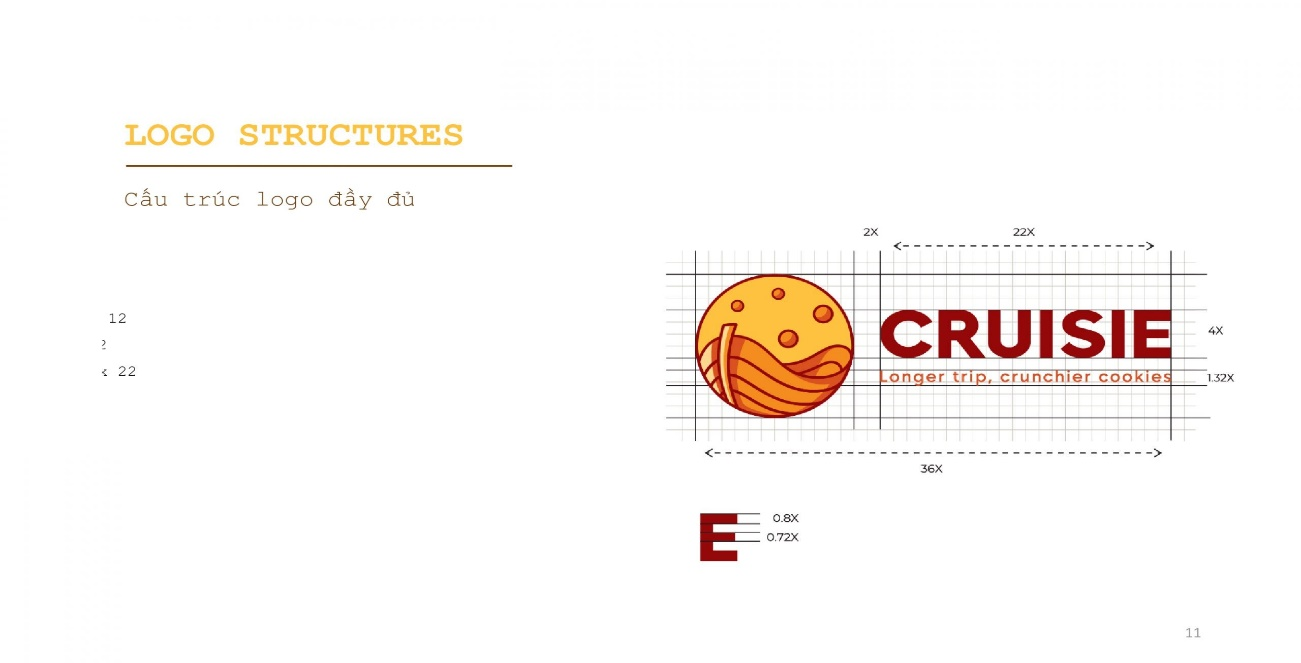 LOGO STRUCTURES
Cấu trúc logo đầy đủ
12
2
x 22
2X
22X
CRUISIE
4X
Longer trip, crunchier cookies
1.32X
36X
E
0.8X
0.72X
11